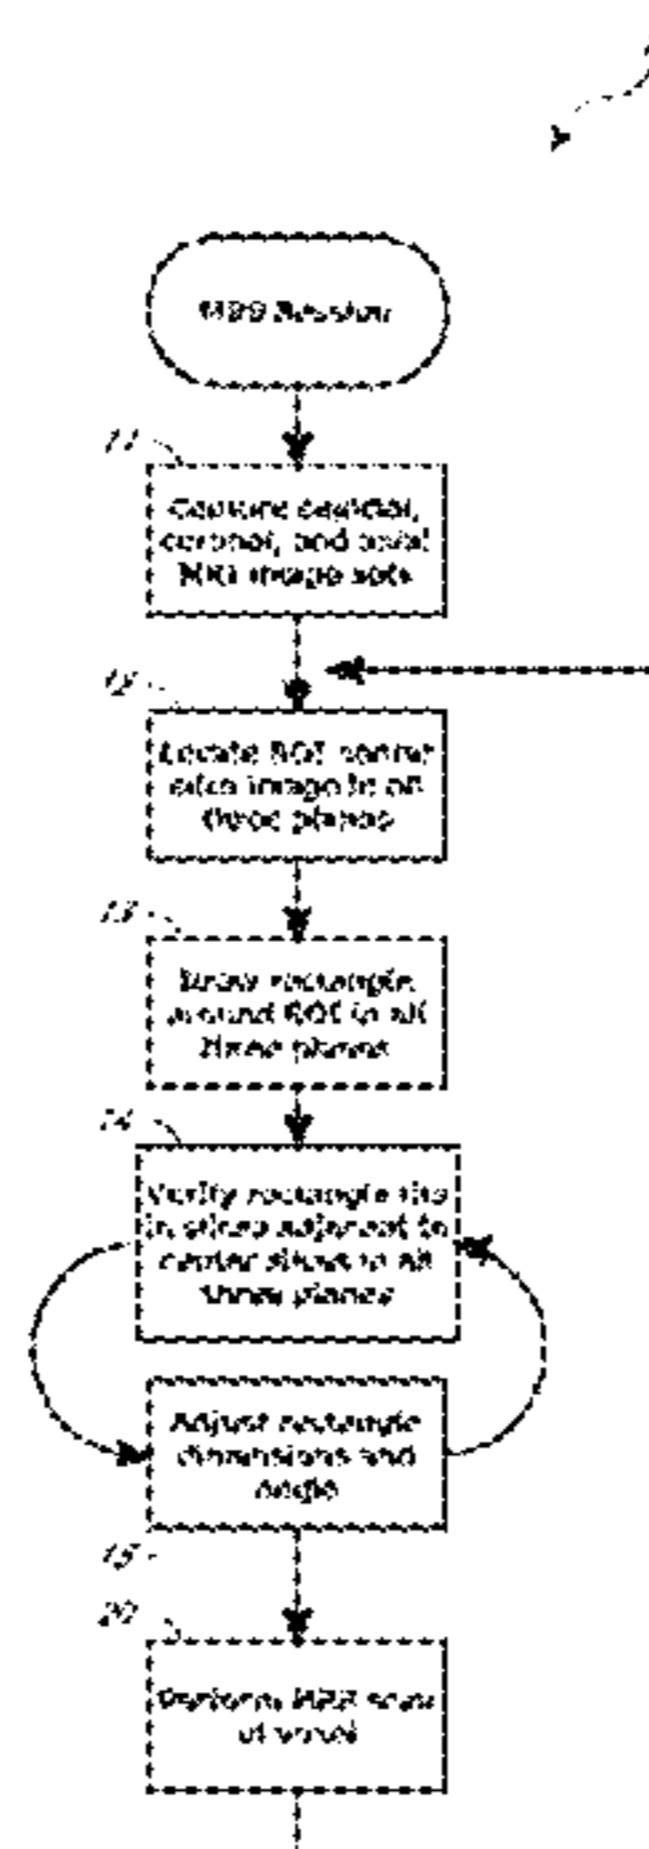 MRS Session
11
Capture sagittal,
coronal, and axial
MRI image sets
12
Locate ROI center
slice image in all
three planes
13
Draw rectangle
around ROI in all
three planes
14
Verify rectangle fits
in slices adjacent to
center slices in all
three planes
Adjust rectangle
dimensions and
angle
15
20
Perform MRS scan
of voxel